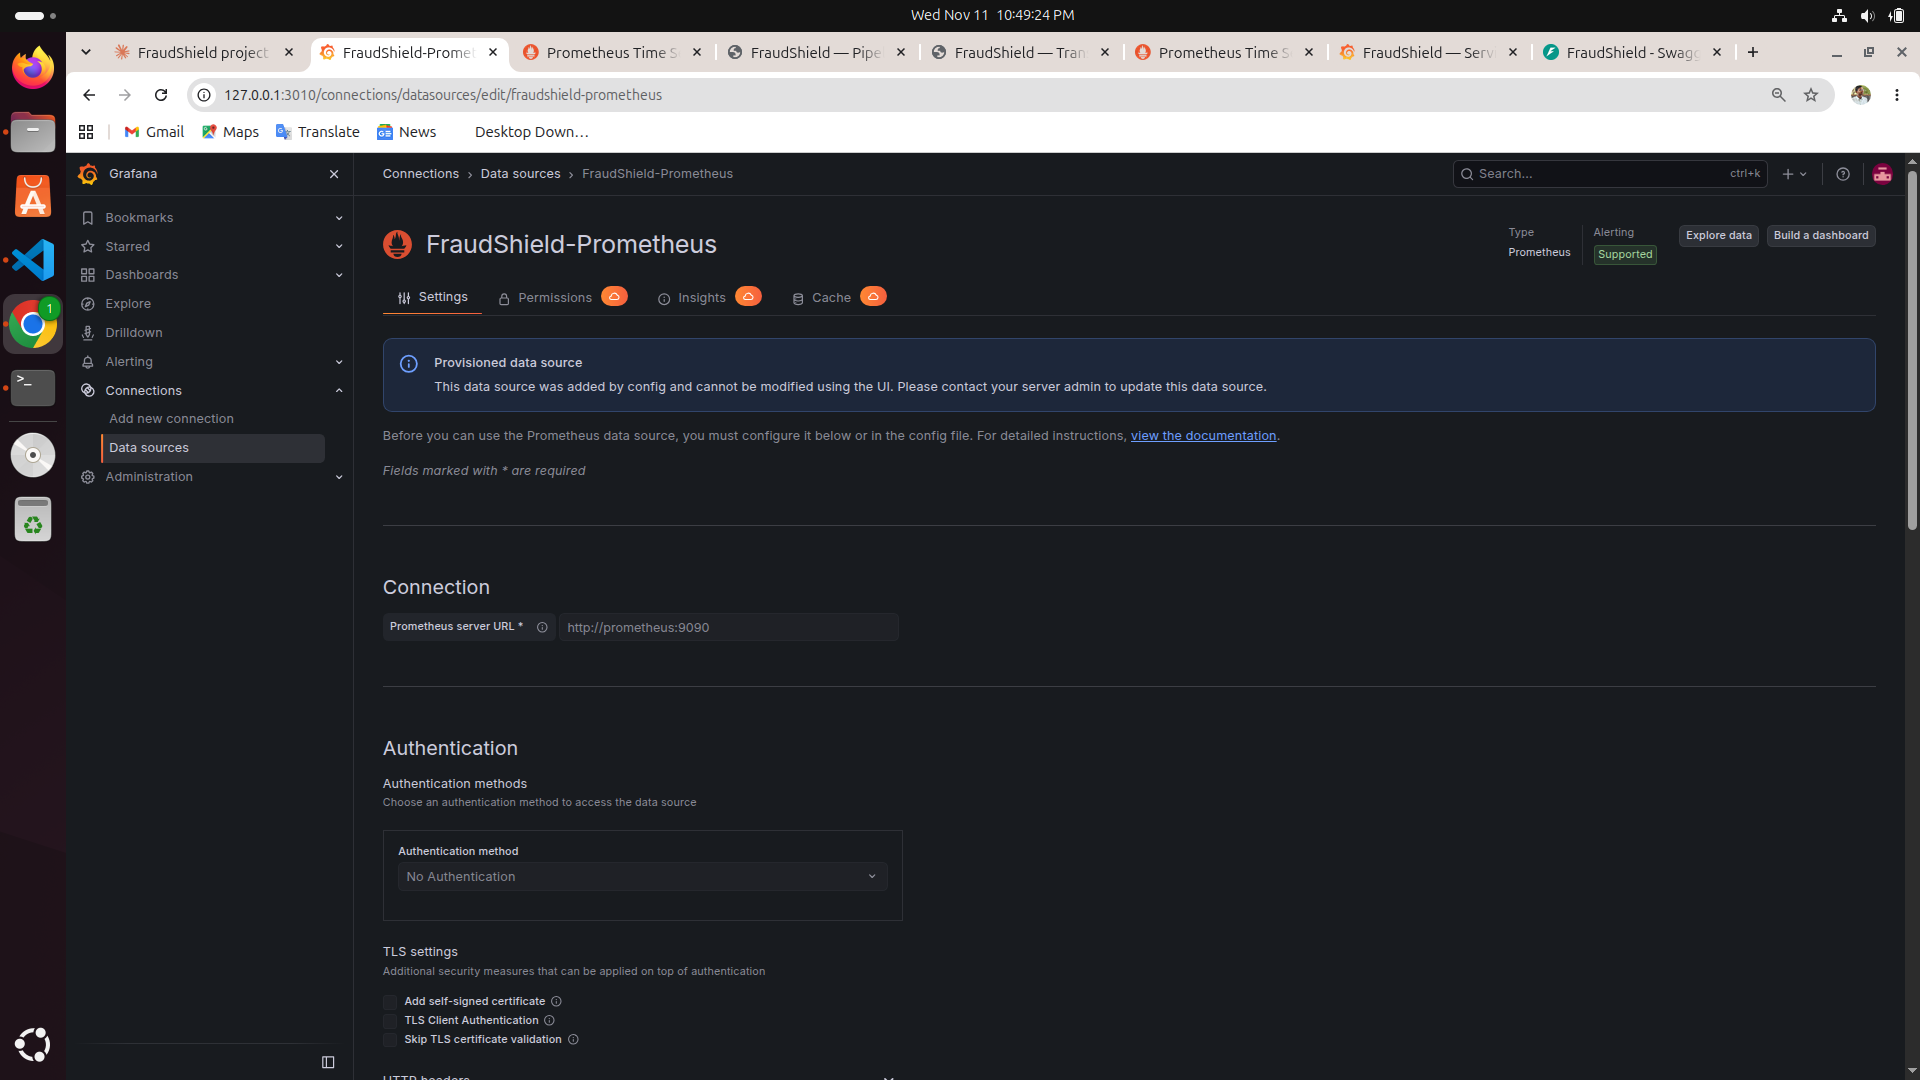 Wed Nov 11 10:49:24 PM
FraudShield project
FraudShield-Promet
Prometheus Time S
FraudShield — Pipe
FraudShield — Tran
Prometheus Time S
FraudShield — Serv
FraudShield - Swagg
127.0.0.1:3010/connections/datasources/edit/fraudshield-prometheus
Gmail
Maps
Translate
News
Desktop Down…
1
Grafana
Connections › Data sources › FraudShield-Prometheus
Search...
ctrl+k
Bookmarks
Starred
Dashboards
Explore
Drilldown
Alerting
Connections
Add new connection
Data sources
Administration
FraudShield-Prometheus
Type
Prometheus
Alerting
Supported
Explore data
Build a dashboard
Settings
Permissions
Insights
Cache
Provisioned data source
This data source was added by config and cannot be modified using the UI. Please contact your server admin to update this data source.
Before you can use the Prometheus data source, you must configure it below or in the config file. For detailed instructions, view the documentation.
Fields marked with * are required
Connection
Prometheus server URL *
http://prometheus:9090
Authentication
Authentication methods
Choose an authentication method to access the data source
Authentication method
No Authentication
TLS settings
Additional security measures that can be applied on top of authentication
Add self-signed certificate
TLS Client Authentication
Skip TLS certificate validation
HTTP headers